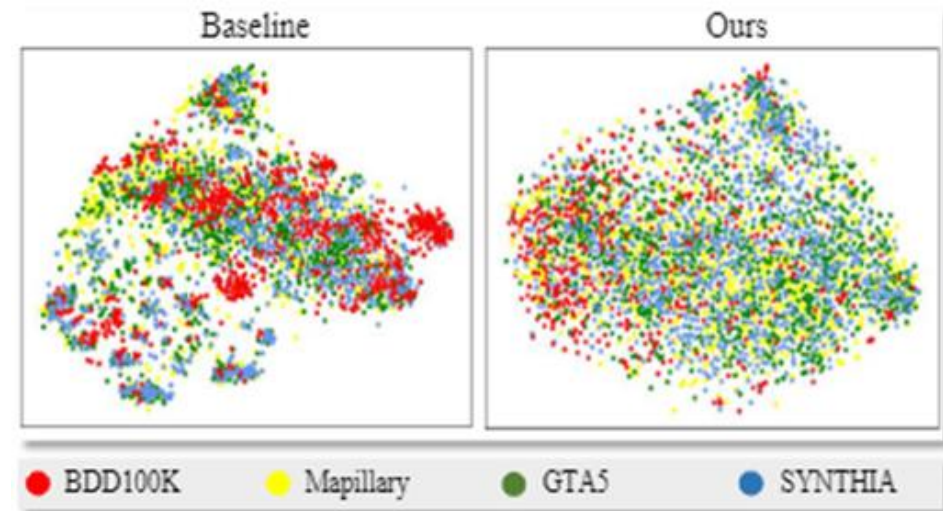 Baseline
Ours
BDD100K
Mapillary
GTA5
SYNTHIA